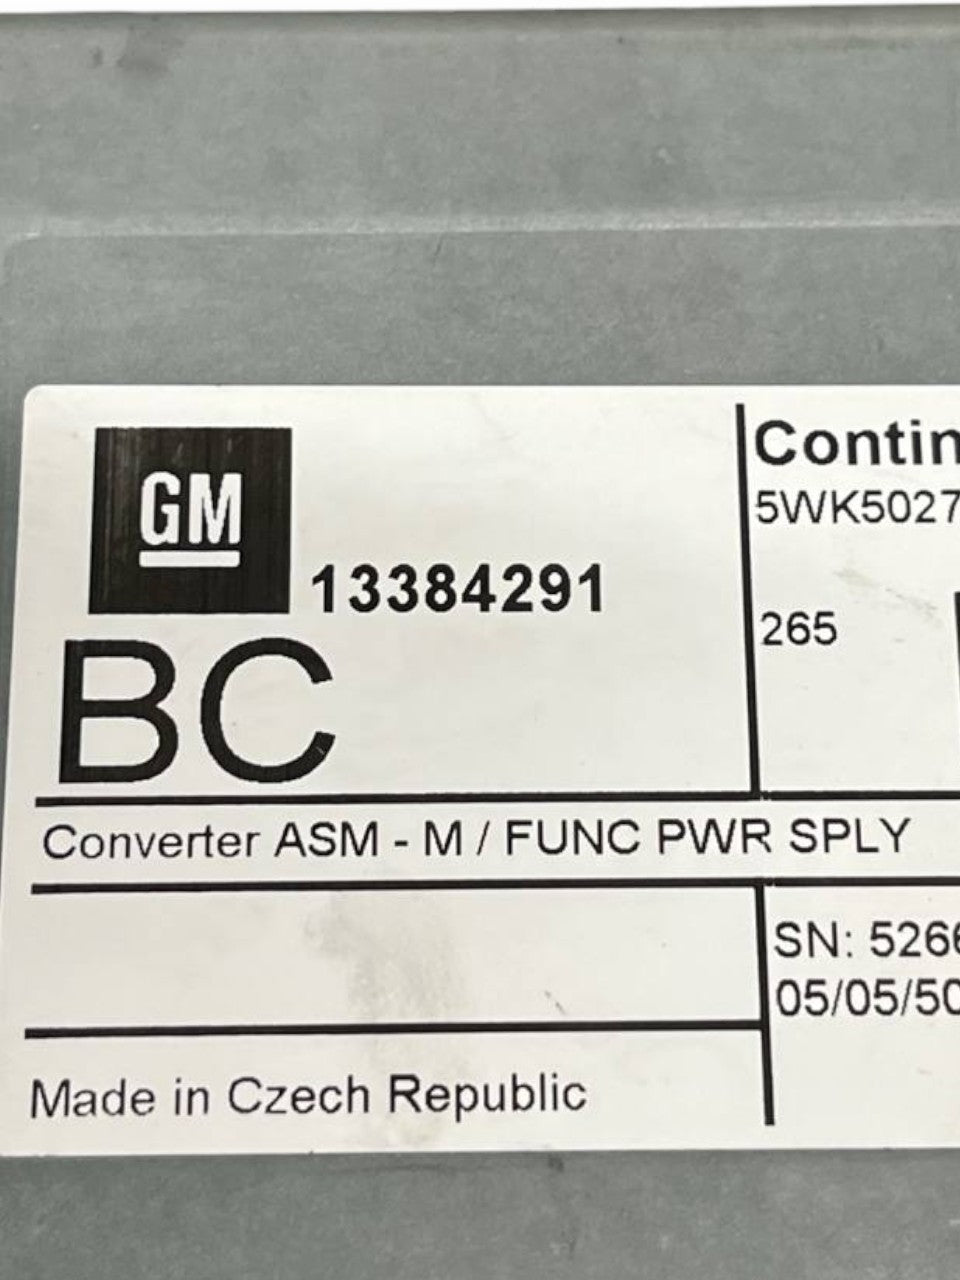 GM
13384291
BC
Contin
5WK5027
265
Converter ASM - M / FUNC PWR SPLY
SN: 5266
05/05/50
Made in Czech Republic